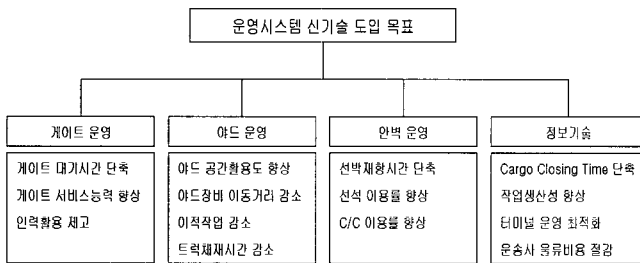 운영시스템 신기술 도입 목표
게이트 운영
게이트 대기시간 단축
게이트 서비스능력 향상
인력활용 제고
야드 운영
야드 공간활용도 향상
야드장비 이동거리 감소
이적작업 감소
트럭체재시간 감소
안벽 운영
선박재항시간 단축
선석 이용률 향상
C/C 이용률 향상
정보기술
Cargo Closing Time 단축
작업생산성 향상
터미널 운영 최적화
운송사 물류비용 절감